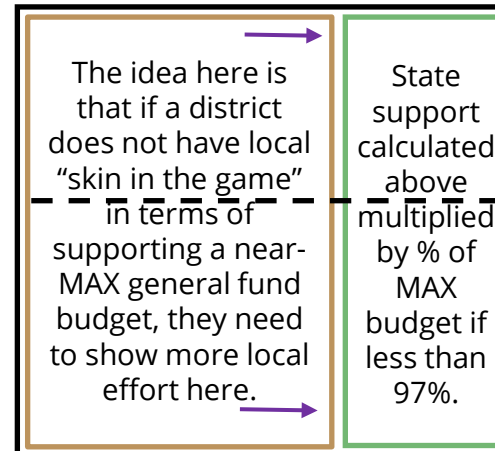 The idea here is
that if a district
does not have local
“skin in the game”
in terms of
supporting a near-
MAX general fund
budget, they need
to show more local
effort here.
State
support
calculated
above
multiplied
by % of
MAX
budget if
less than
97%.